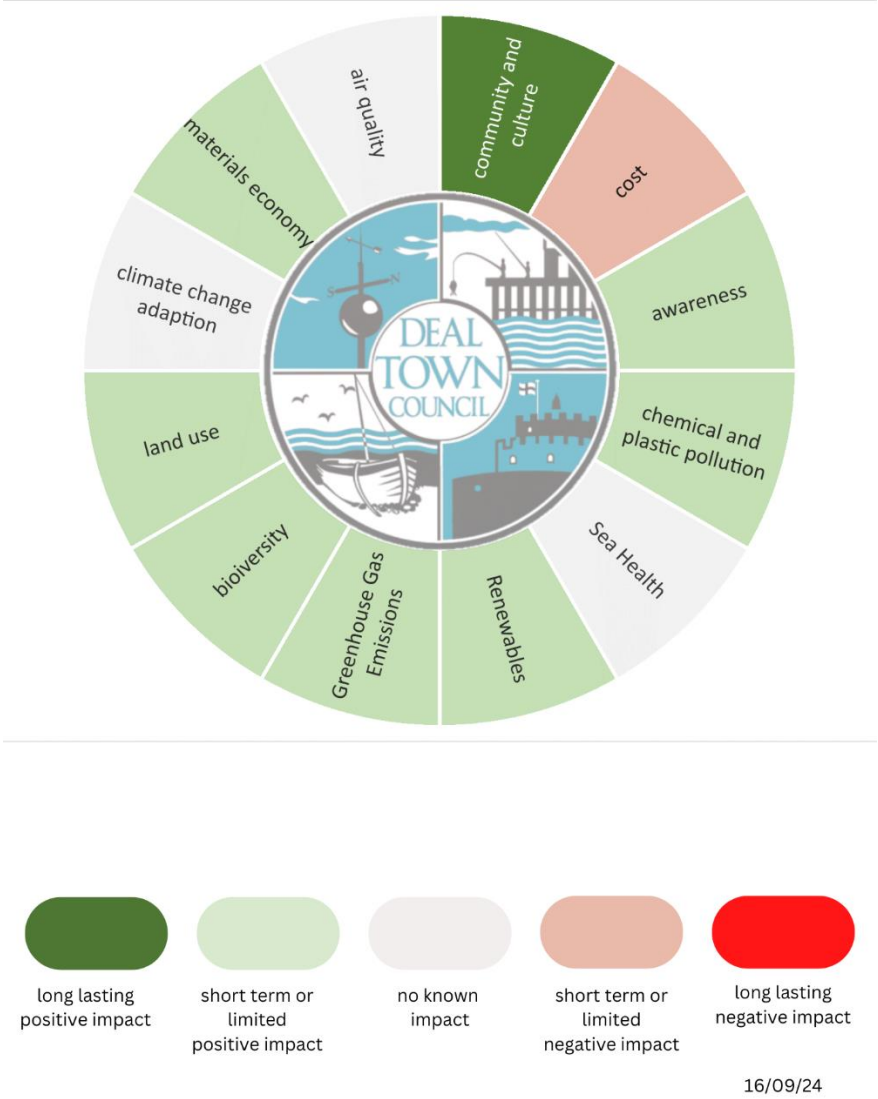 community and
culture
cost
awareness
chemical and
plastic pollution
Sea Health
Renewables
Greenhouse Gas
Emissions
bioiversity
land use
climate change
adaption
materials economy
air quality
S N
DEAL
TOWN
COUNCIL
long lasting
positive impact
short term or
limited
positive impact
no known
impact
short term or
limited
negative impact
long lasting
negative impact
16/09/24